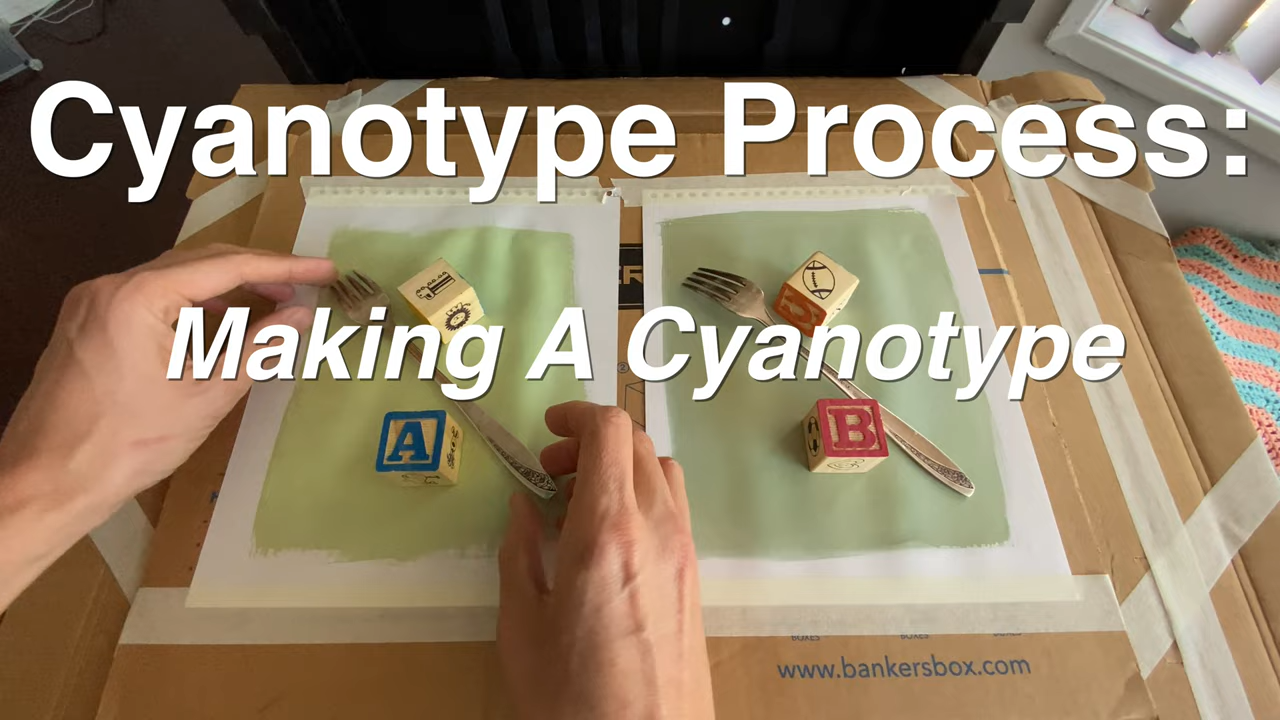 Cyanotype Process:
Making A Cyanotype
A
B
www.bankersbox.com